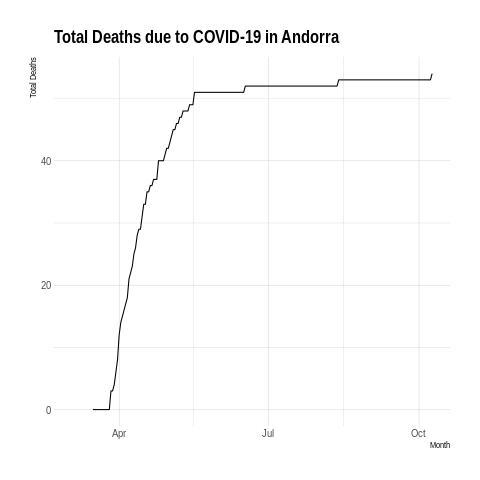 Total Deaths due to COVID-19 in Andorra
Total Deaths
40
20
0
Apr Jul Oct
Month